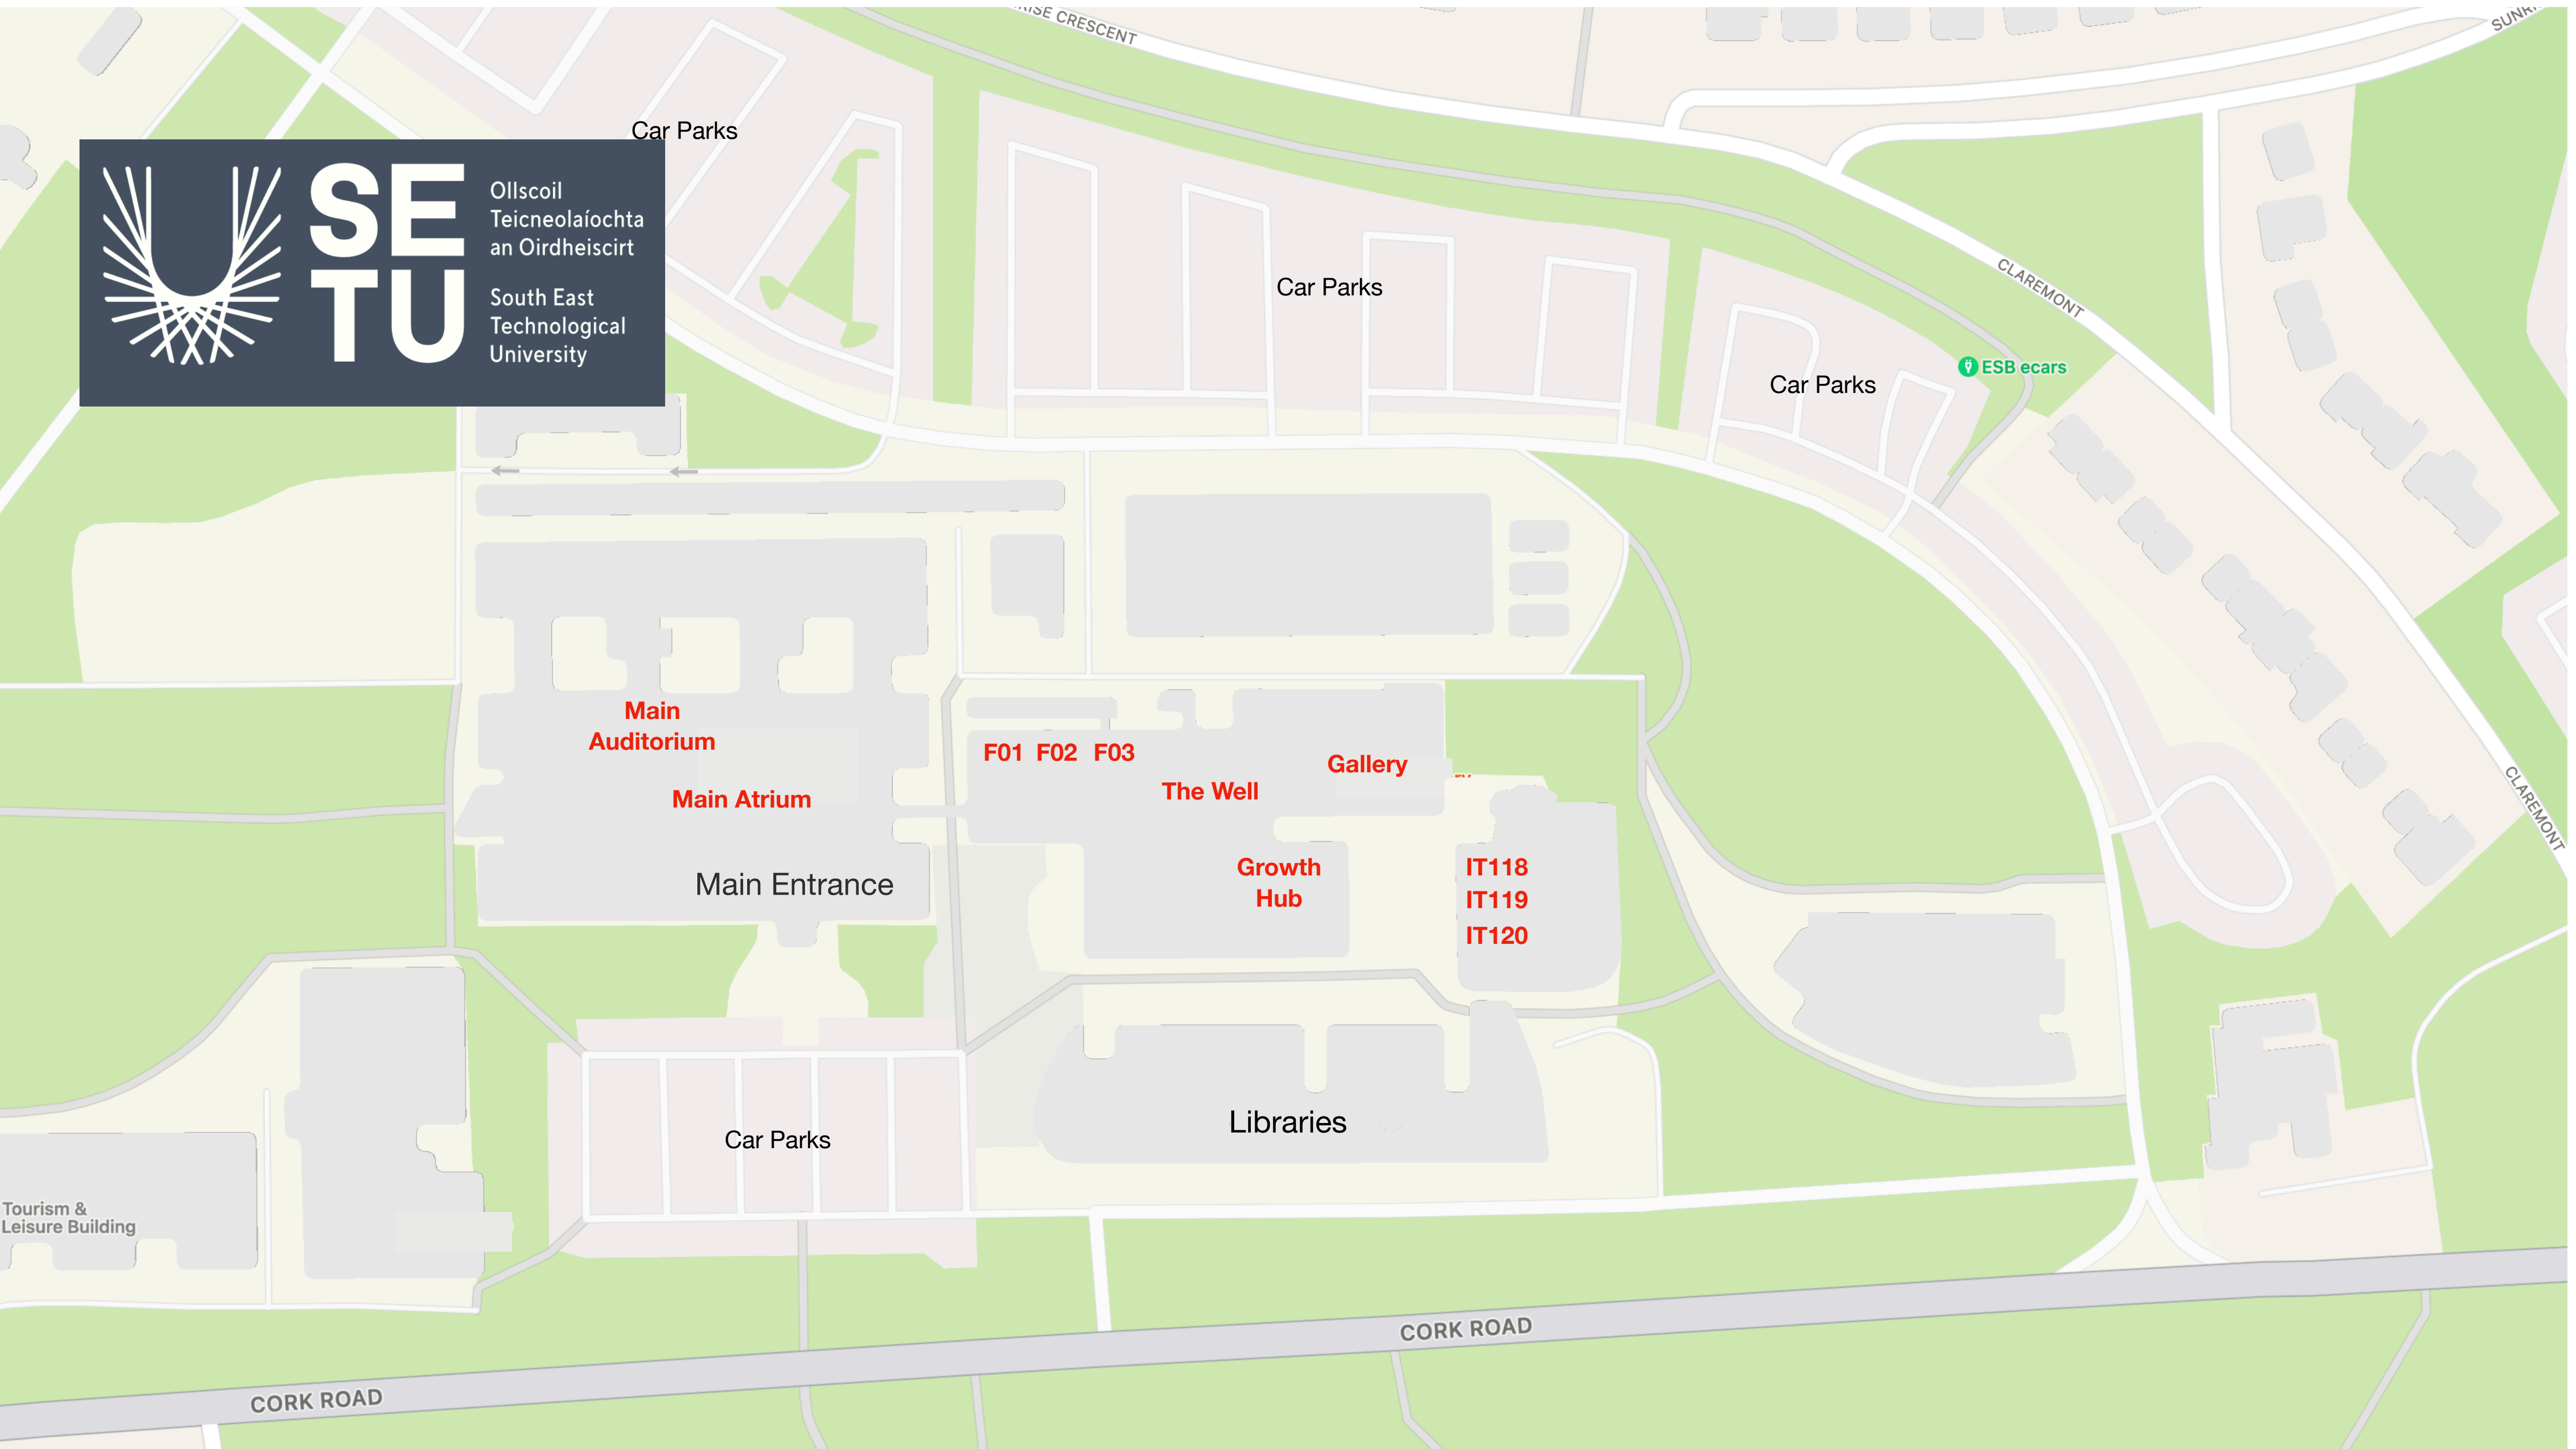 RISE CRESCENT
SUNRI
Car Parks
SE
TU
Ollscoil
Teicneolaíochta
an Oirdheiscirt
South East
Technological
University
Car Parks
CLAREMONT
ESB ecars
Car Parks
Main
Auditorium
F01 F02 F03
Gallery
The Well
Main Atrium
CLAREMONT
Growth
Hub
IT118
IT119
IT120
Main Entrance
Libraries
Car Parks
Tourism &
Leisure Building
CORK ROAD
CORK ROAD